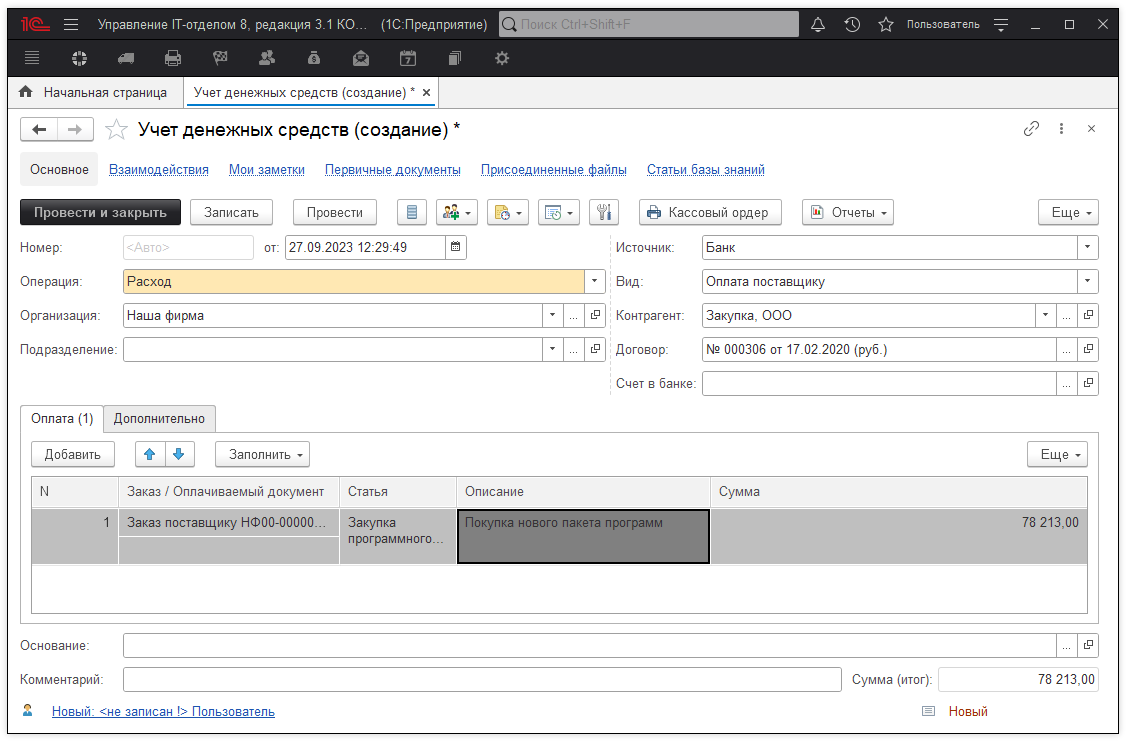 1С Управление IT-отделом 8, редакция 3.1 КО... (1С:Предприятие) Поиск Ctrl+Shift+F Пользователь
7
Начальная страница Учет денежных средств (создание) * ×
Учет денежных средств (создание) *
Основное Взаимодействия Мои заметки Первичные документы Присоединенные файлы Статьи базы знаний
Провести и закрыть Записать Провести Кассовый ордер Отчеты Еще
Номер: <Авто> от: 27.09.2023 12:29:49 Источник: Банк
Операция: Расход Вид: Оплата поставщику
Организация: Наша фирма ... Контрагент: Закупка, ООО ...
Подразделение: ... Договор: № 000306 от 17.02.2020 (руб.) ...
Счет в банке: ...
Оплата (1) Дополнительно
Добавить Заполнить Еще
N Заказ / Оплачиваемый документ Статья Описание Сумма
1 Заказ поставщику НФ00-00000... Закупка Покупка нового пакета программ 78 213,00
программного...
Основание: ...
Комментарий: Сумма (итог): 78 213,00
Новый: <не записан !> Пользователь Новый